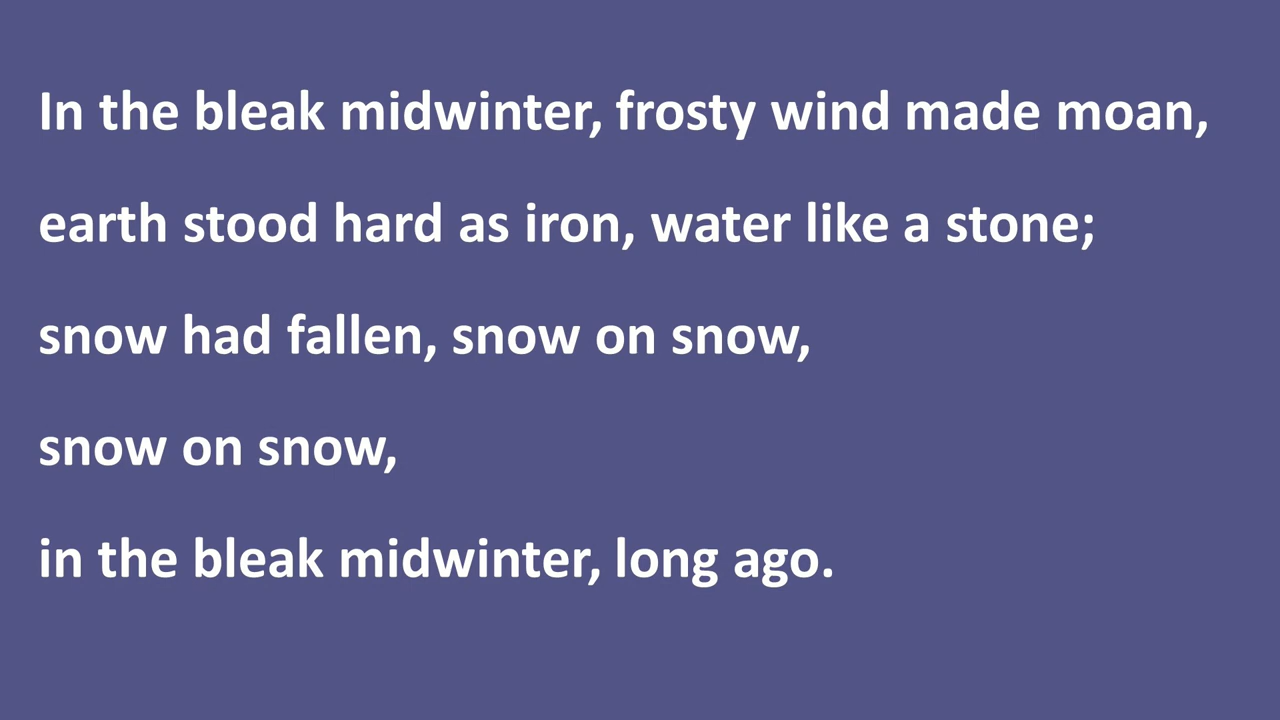 In the bleak midwinter, frosty wind made moan,
earth stood hard as iron, water like a stone;
snow had fallen, snow on snow,
snow on snow,
in the bleak midwinter, long ago.